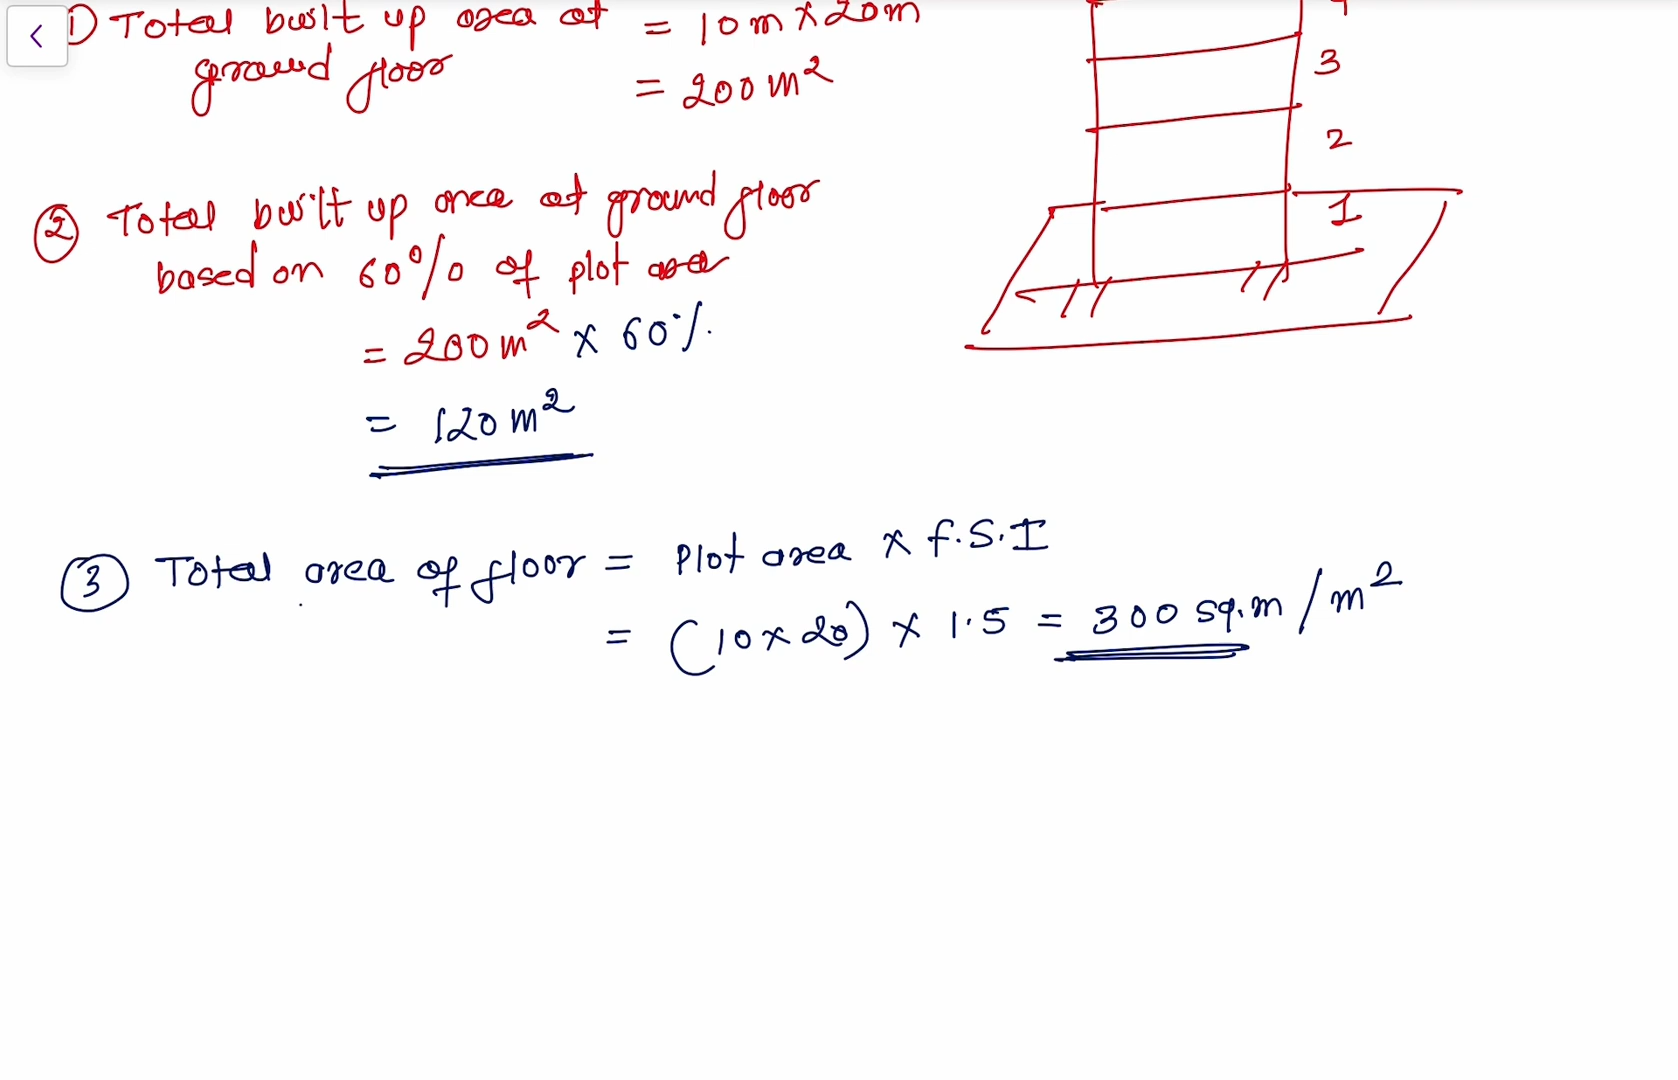 ① Total built up area at = 10 m x 20m
ground floor = 200 m²
② Total built up area at ground floor
based on 60% of plot area
= 200 m² x 60%.
= 120 m²
③ Total area of floor = Plot area x F.S.I
= (10 x 20) x 1.5 = 300 sq.m / m²
3
2
1